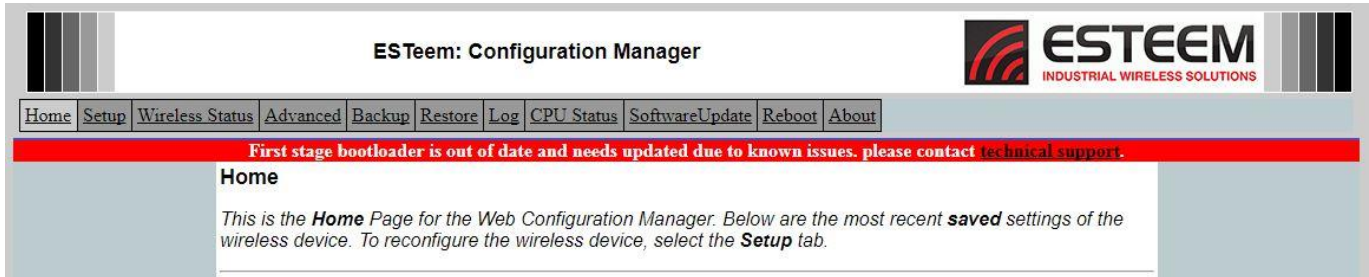 ESTeem: Configuration Manager
ESTEEM
INDUSTRIAL WIRELESS SOLUTIONS
Home Setup Wireless Status Advanced Backup Restore Log CPU Status SoftwareUpdate Reboot About
First stage bootloader is out of date and needs updated due to known issues. please contact technical support.
Home
This is the Home Page for the Web Configuration Manager. Below are the most recent saved settings of the
wireless device. To reconfigure the wireless device, select the Setup tab.